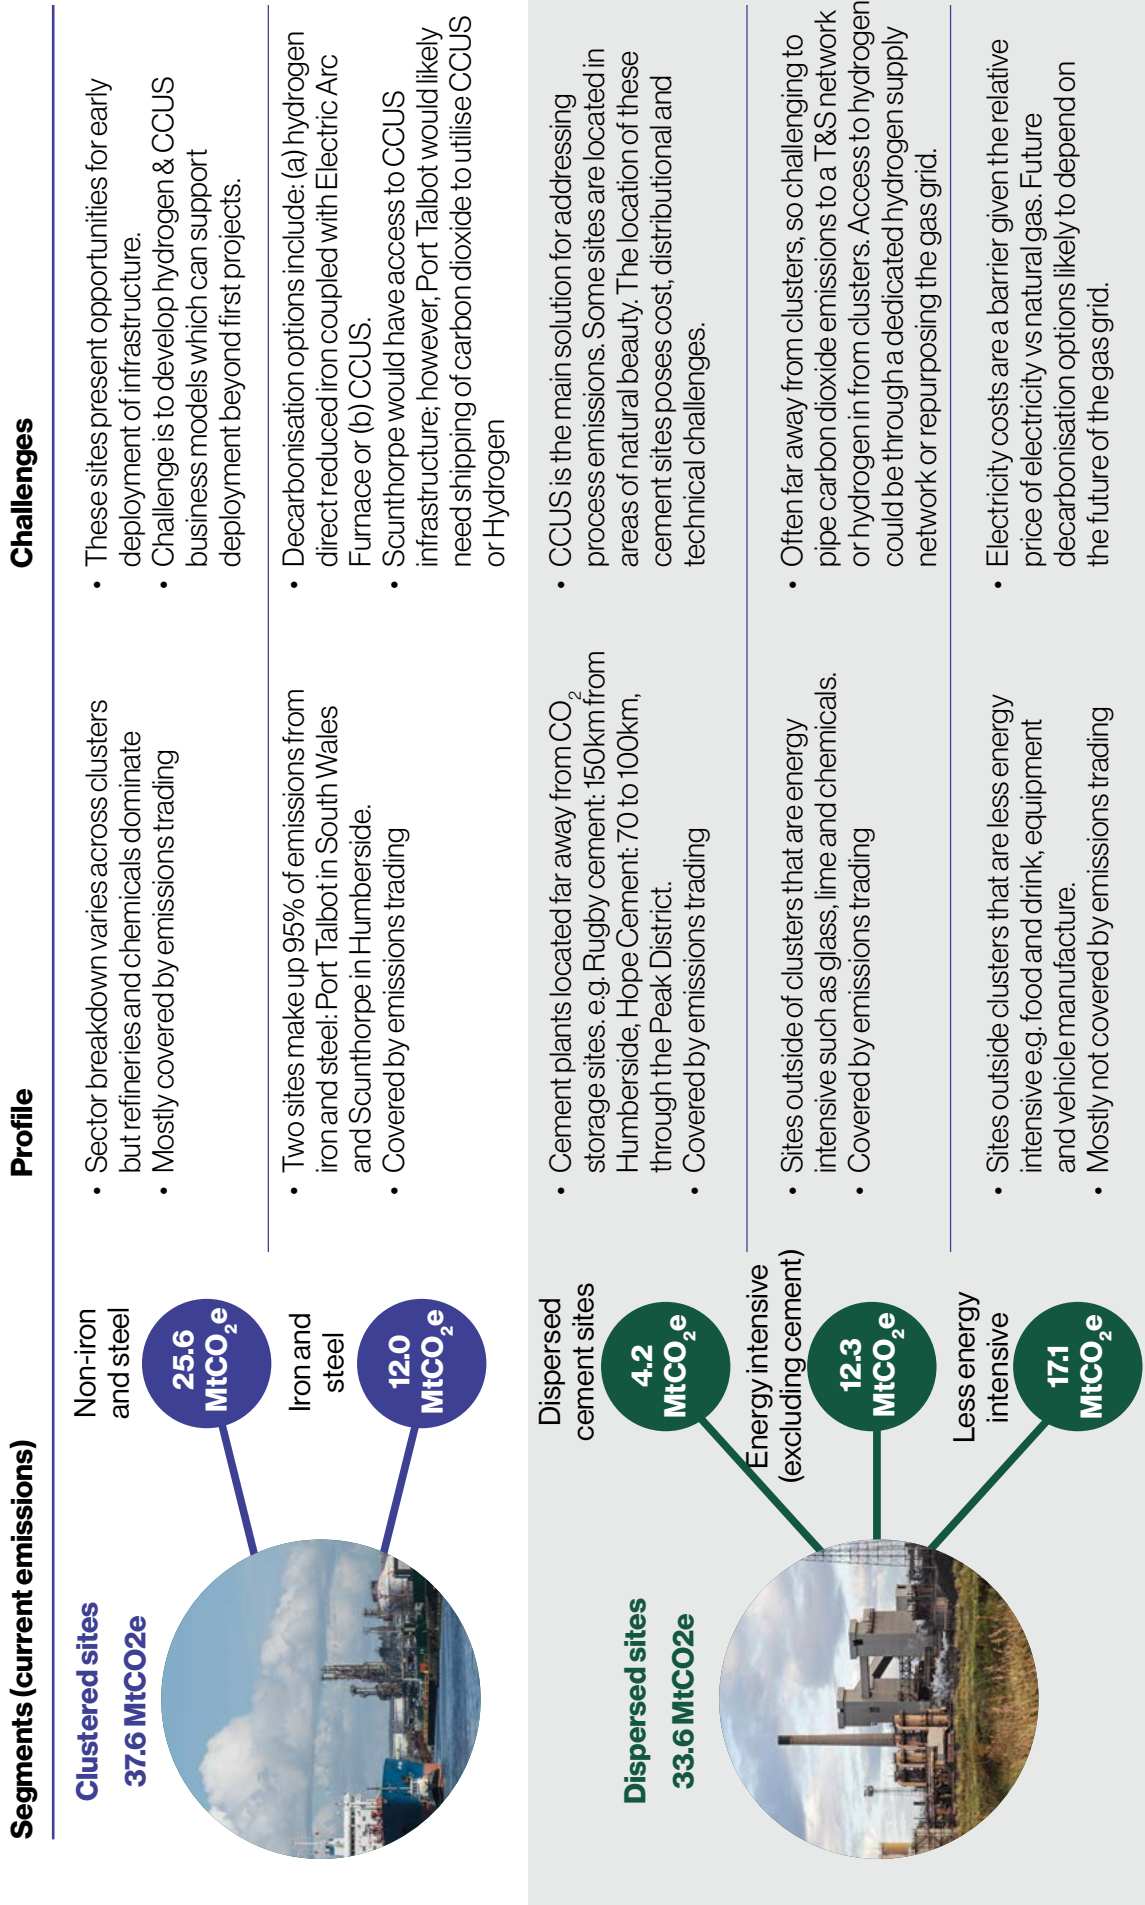 Segments (current emissions)
Profile
Challenges
Clustered sites
37.6 MtCO2e
Non-iron
and steel
25.6
MtCO₂e
• Sector breakdown varies across clusters
but refineries and chemicals dominate
• Mostly covered by emissions trading
• These sites present opportunities for early
deployment of infrastructure.
• Challenge is to develop hydrogen & CCUS
business models which can support
deployment beyond first projects.
Iron and
steel
12.0
MtCO₂e
• Two sites make up 95% of emissions from
iron and steel: Port Talbot in South Wales
and Scunthorpe in Humberside.
• Covered by emissions trading
• Decarbonisation options include: (a) hydrogen
direct reduced iron coupled with Electric Arc
Furnace or (b) CCUS.
• Scunthorpe would have access to CCUS
infrastructure; however, Port Talbot would likely
need shipping of carbon dioxide to utilise CCUS
or Hydrogen
Dispersed sites
33.6 MtCO2e
Dispersed
cement sites
4.2
MtCO₂e
• Cement plants located far away from CO₂
storage sites. e.g. Rugby cement: 150km from
Humberside, Hope Cement: 70 to 100km,
through the Peak District.
• Covered by emissions trading
• CCUS is the main solution for addressing
process emissions. Some sites are located in
areas of natural beauty. The location of these
cement sites poses cost, distributional and
technical challenges.
Energy intensive
(excluding cement)
12.3
MtCO₂e
• Sites outside of clusters that are energy
intensive such as glass, lime and chemicals.
• Covered by emissions trading
• Often far away from clusters, so challenging to
pipe carbon dioxide emissions to a T&S network
or hydrogen in from clusters. Access to hydrogen
could be through a dedicated hydrogen supply
network or repurposing the gas grid.
Less energy
intensive
17.1
MtCO₂e
• Sites outside clusters that are less energy
intensive e.g. food and drink, equipment
and vehicle manufacture.
• Mostly not covered by emissions trading
• Electricity costs are a barrier given the relative
price of electricity vs natural gas. Future
decarbonisation options likely to depend on
the future of the gas grid.